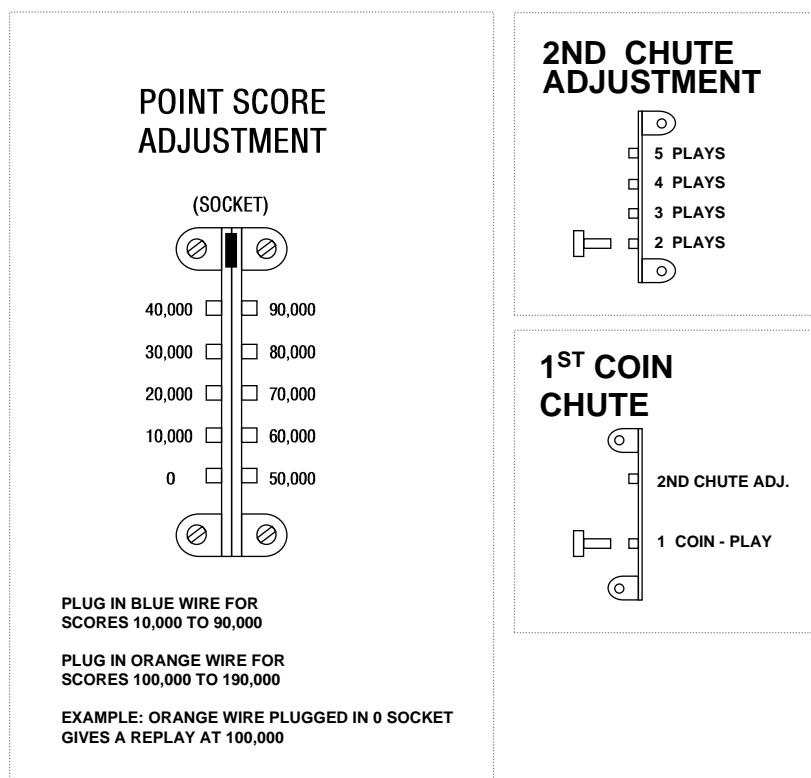 POINT SCORE
ADJUSTMENT
(SOCKET)
40,000 90,000
30,000 80,000
20,000 70,000
10,000 60,000
0 50,000
PLUG IN BLUE WIRE FOR
SCORES 10,000 TO 90,000
PLUG IN ORANGE WIRE FOR
SCORES 100,000 TO 190,000
EXAMPLE: ORANGE WIRE PLUGGED IN 0 SOCKET
GIVES A REPLAY AT 100,000
2ND CHUTE
ADJUSTMENT
5 PLAYS
4 PLAYS
3 PLAYS
2 PLAYS
1ST COIN
CHUTE
2ND CHUTE ADJ.
1 COIN - PLAY